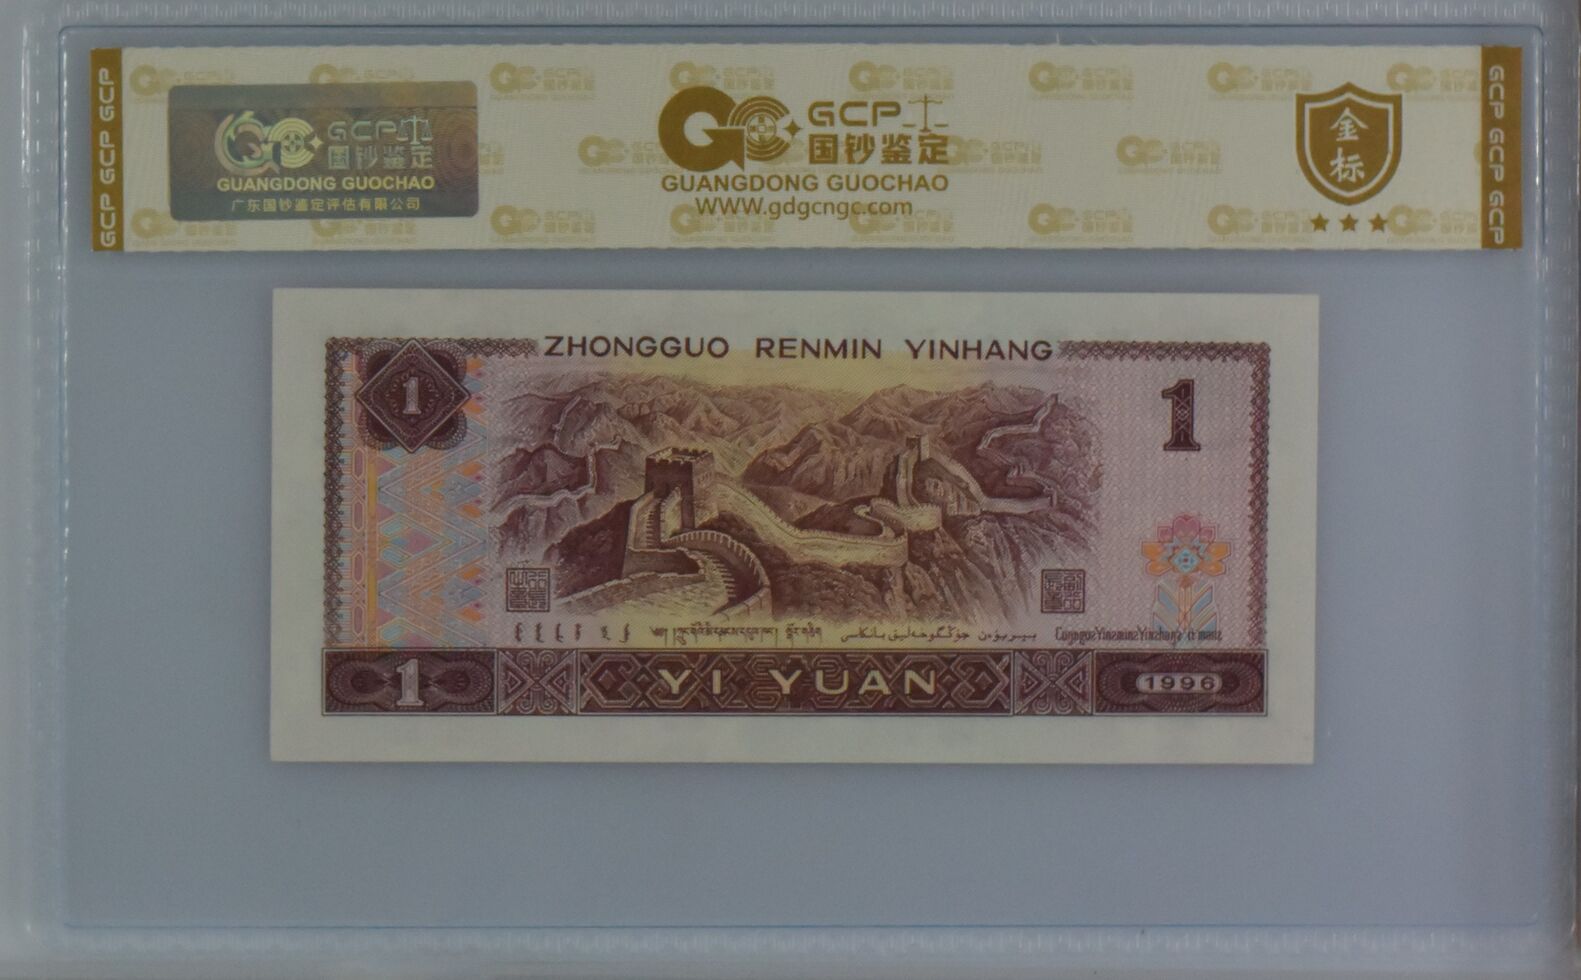 GCP GCP GCP
GCP
国钞鉴定
GUANGDONG GUOCHAO
广东国钞鉴定评估有限公司
GCP
国钞鉴定
GUANGDONG GUOCHAO
WWW.gdgcngc.com
金
标
GCP GCP GCP
ZHONGGUO RENMIN YINHANG
1
1
1
YI YUAN
1996